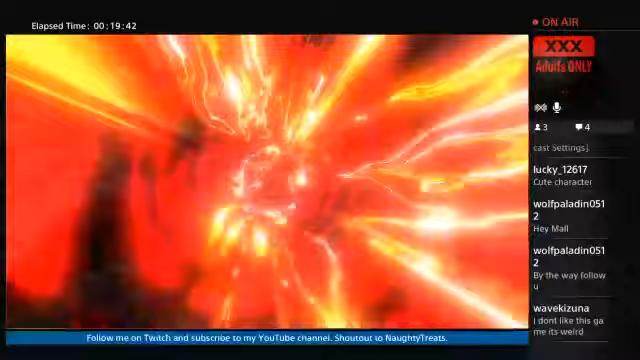 Elapsed Time: 00:19:42
ON AIR
XXX
Adults ONLY
3
4
cast Settings].
lucky_12617
Cute character
wolfpaladin051
2
Hey Mall
wolfpaladin051
2
By the way follow
u
wavekizuna
I dont like this ga
me its weird
Follow me on Twitch and subscribe to my YouTube channel. Shoutout to NaughtyTreats.